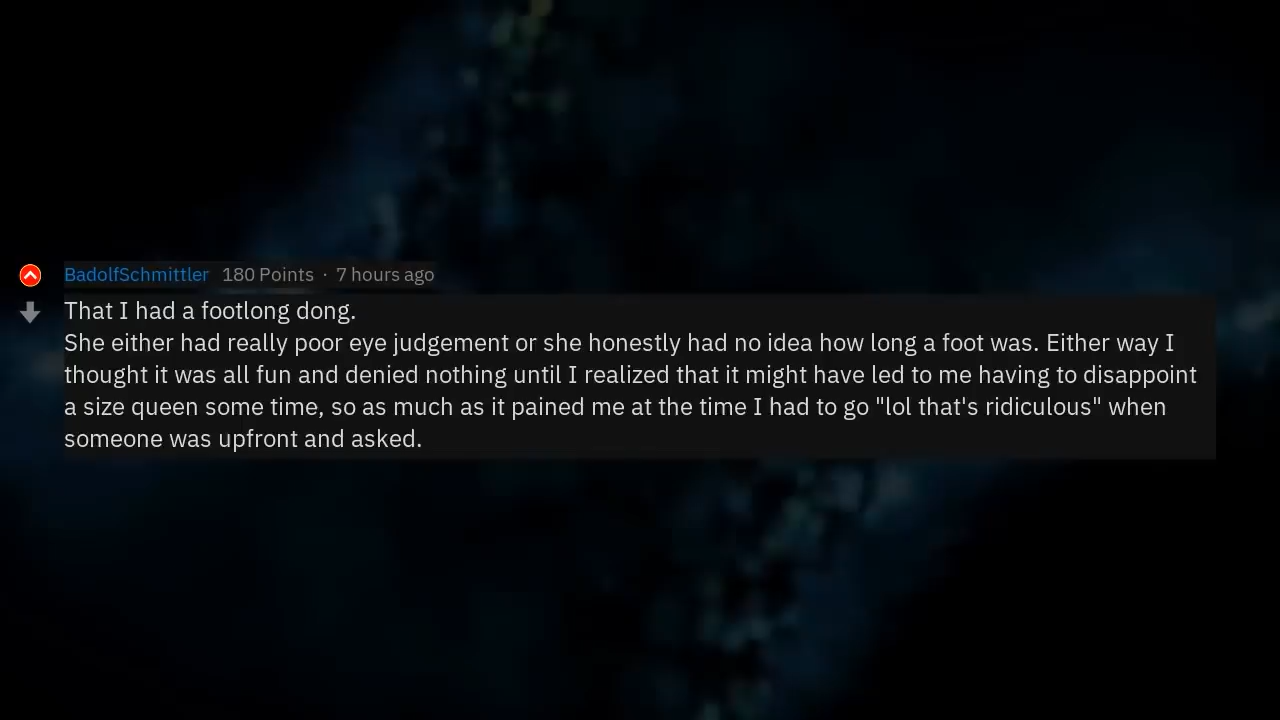 BadolfSchmittler 180 Points · 7 hours ago
That I had a footlong dong.
She either had really poor eye judgement or she honestly had no idea how long a foot was. Either way I
thought it was all fun and denied nothing until I realized that it might have led to me having to disappoint
a size queen some time, so as much as it pained me at the time I had to go "lol that's ridiculous" when
someone was upfront and asked.